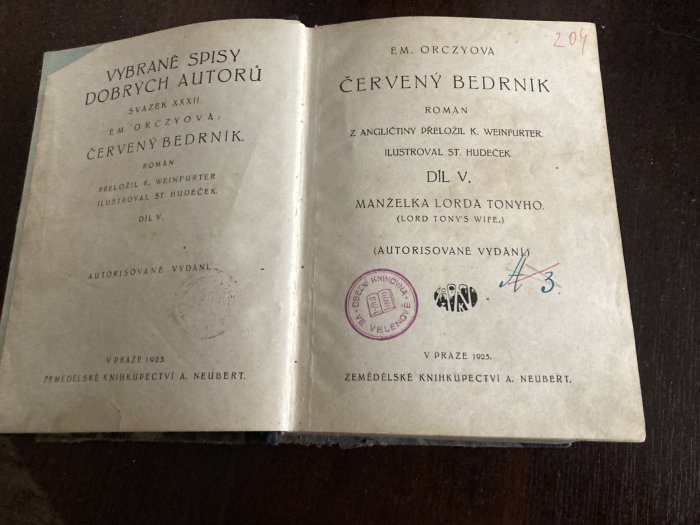 VYBRANÉ SPISY
DOBRÝCH AUTORŮ
SVAZEK XXXII.
EM ORCZYOVÁ:
ČERVENÝ BEDRNÍK.
ROMÁN
PŘELOŽIL K. WEINFURTER
ILUSTROVAL ST. HUDEČEK.
DÍL V.
AUTORISOVANÉ VYDÁNÍ.
V PRAZE 1925.
ZEMĚDĚLSKÉ KNIHKUPECTVÍ A. NEUBERT.
204
EM. ORCZYOVÁ
ČERVENÝ BEDRNÍK
ROMÁN
Z ANGLIČTINY PŘELOŽIL K. WEINFURTER.
ILUSTROVAL ST. HUDEČEK.
DÍL V.
MANŽELKA LORDA TONYHO.
(LORD TONY'S WIFE.)
(AUTORISOVANÉ VYDÁNÍ)
A 3.
OBECNÍ KNIHOVNA
VE VELENOVĚ
V PRAZE 1925.
ZEMĚDĚLSKÉ KNIHKUPECTVÍ A. NEUBERT.